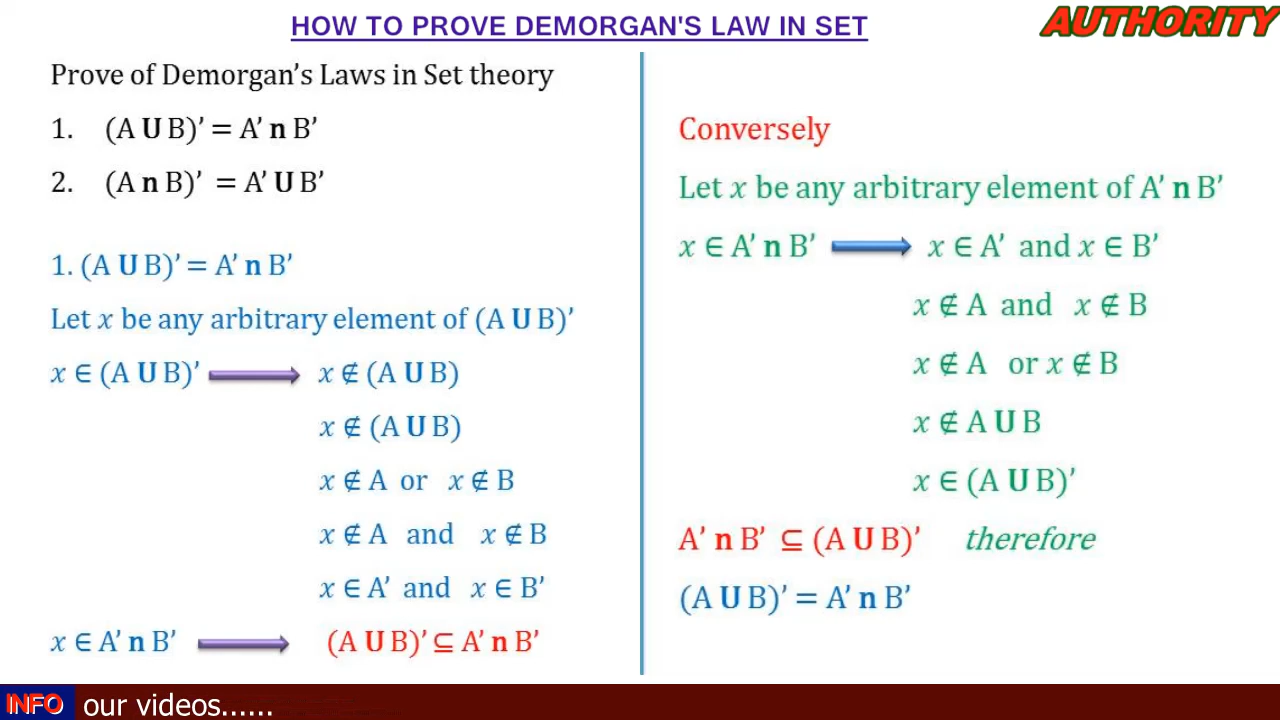 HOW TO PROVE DEMORGAN'S LAW IN SET
AUTHORITY
Prove of Demorgan's Laws in Set theory
1. (A U B)' = A' n B'
2. (A n B)' = A' U B'
1. (A U B)' = A' n B'
Let x be any arbitrary element of (A U B)'
x ∈ (A U B)' x ∉ (A U B)
x ∉ (A U B)
x ∉ A or x ∉ B
x ∉ A and x ∉ B
x ∈ A' and x ∈ B'
x ∈ A' n B' (A U B)' ⊆ A' n B'
Conversely
Let x be any arbitrary element of A' n B'
x ∈ A' n B' x ∈ A' and x ∈ B'
x ∉ A and x ∉ B
x ∉ A or x ∉ B
x ∉ A U B
x ∈ (A U B)'
A' n B' ⊆ (A U B)' therefore
(A U B)' = A' n B'
INFO our videos......